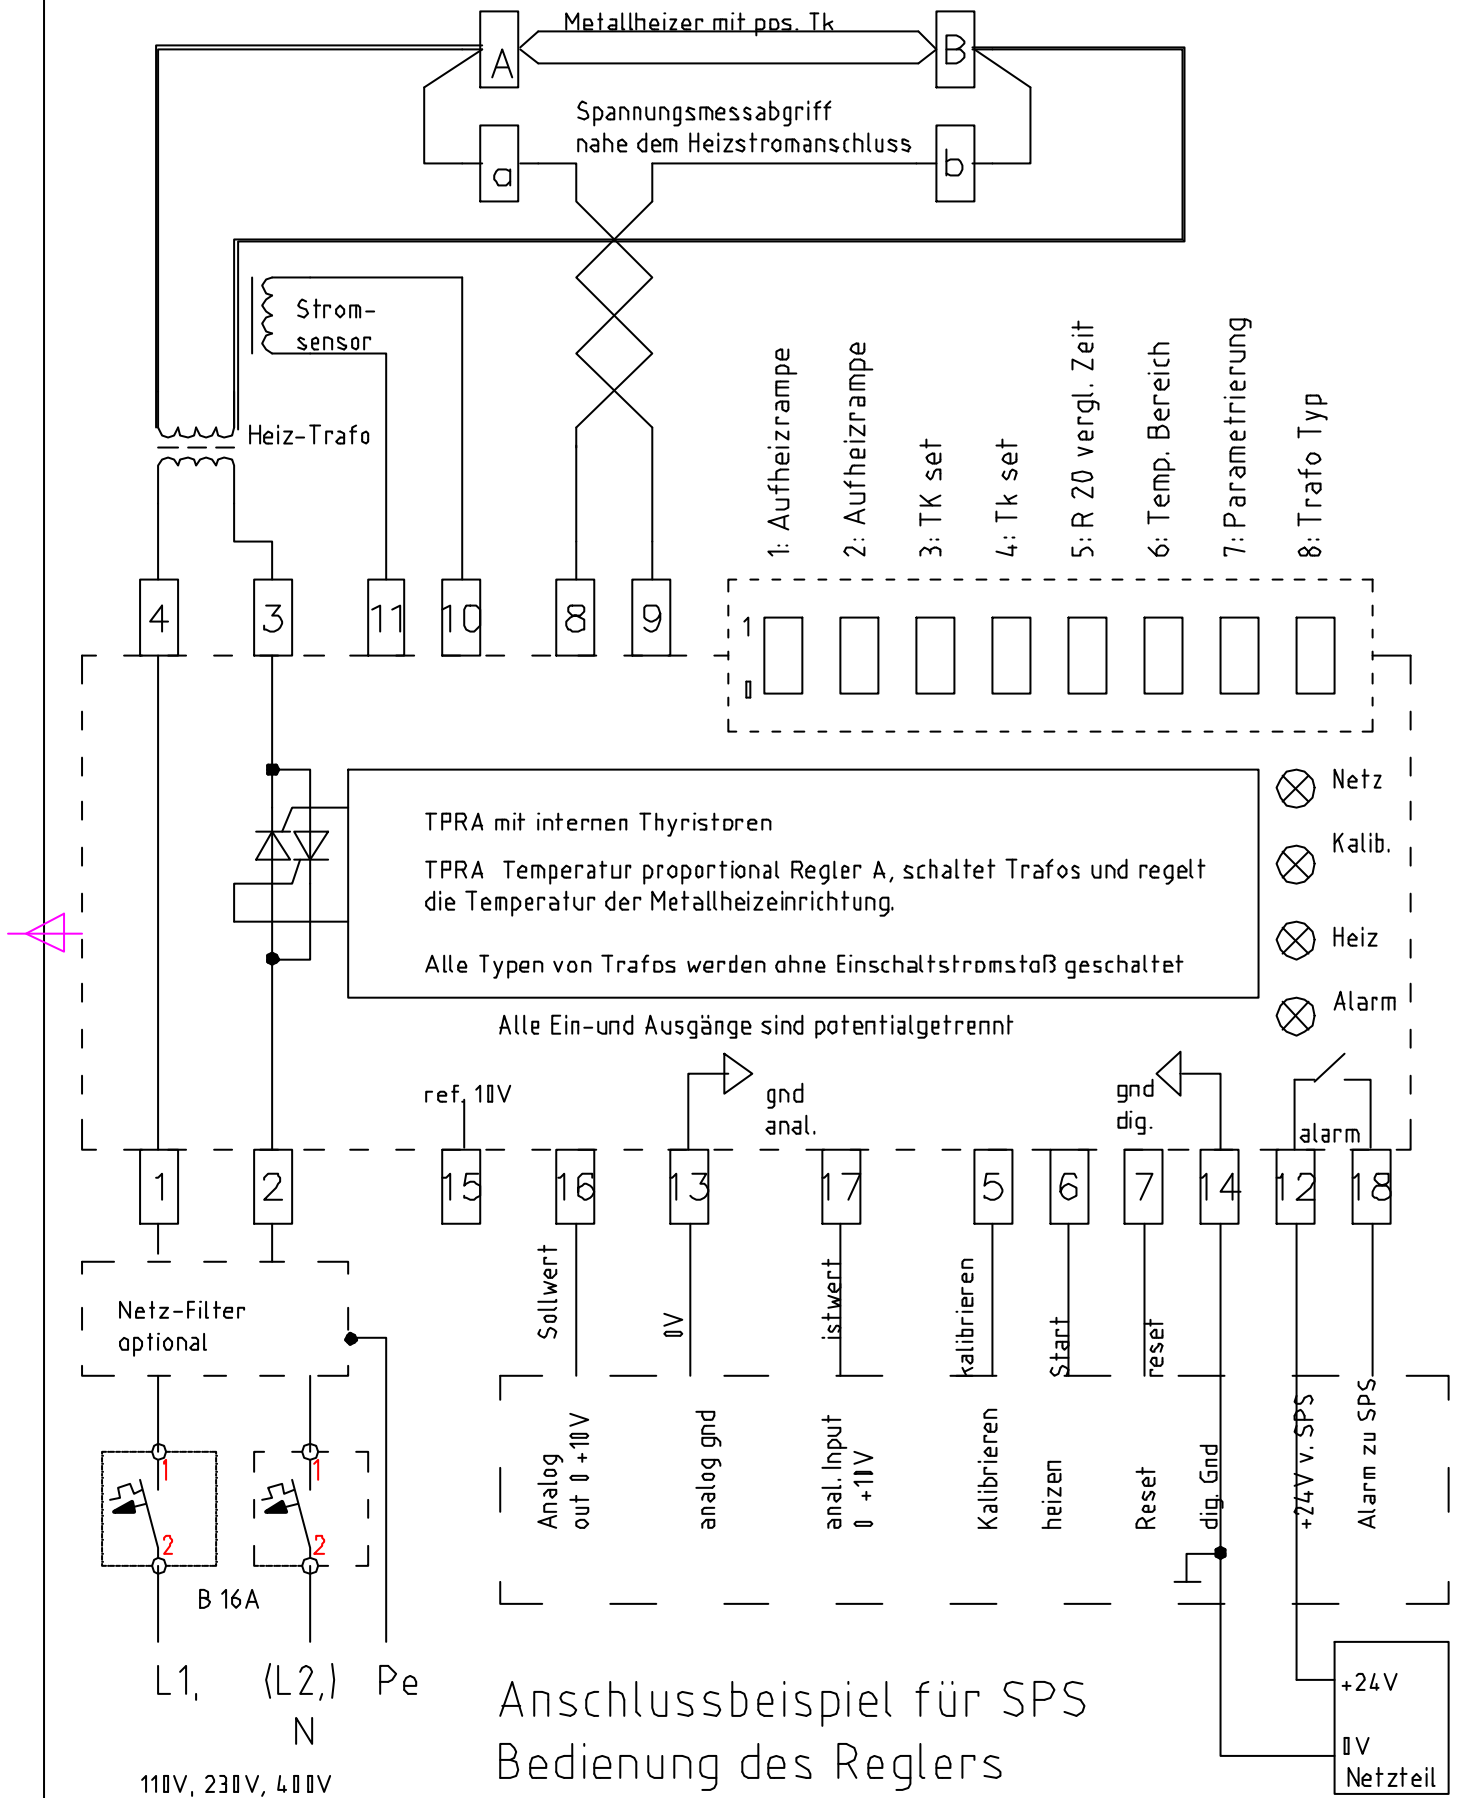 Metallheizer mit pos. Tk
A
B
Spannungsmessabgriff
nahe dem Heizstromanschluss
a
b
Strom-
sensor
Heiz-Trafo
1: Aufheizrampe
2: Aufheizrampe
3: TK set
4: Tk set
5: R 20 vergl. Zeit
6: Temp. Bereich
7: Parametrierung
8: Trafo Typ
4
3
11
10
8
9
1
0
TPRA mit internen Thyristoren
TPRA Temperatur proportional Regler A, schaltet Trafos und regelt
die Temperatur der Metallheizeinrichtung.
Alle Typen von Trafos werden ohne Einschaltstromstoß geschaltet
Netz
Kalib.
Heiz
Alarm
Alle Ein-und Ausgänge sind potentialgetrennt
ref. 10V
gnd
anal.
gnd
dig.
alarm
1
2
15
16
13
17
5
6
7
14
12
18
Sollwert
0V
istwert
kalibrieren
Start
reset
Netz-Filter
optional
Analog
out 0 +10V
analog gnd
anal. Input
0 +10V
Kalibrieren
heizen
Reset
dig. Gnd
+24V v. SPS
Alarm zu SPS
1
2
1
2
B 16A
L1,
(L2,)
N
Pe
110V, 230V, 400V
Anschlussbeispiel für SPS
Bedienung des Reglers
+24V
0V
Netzteil